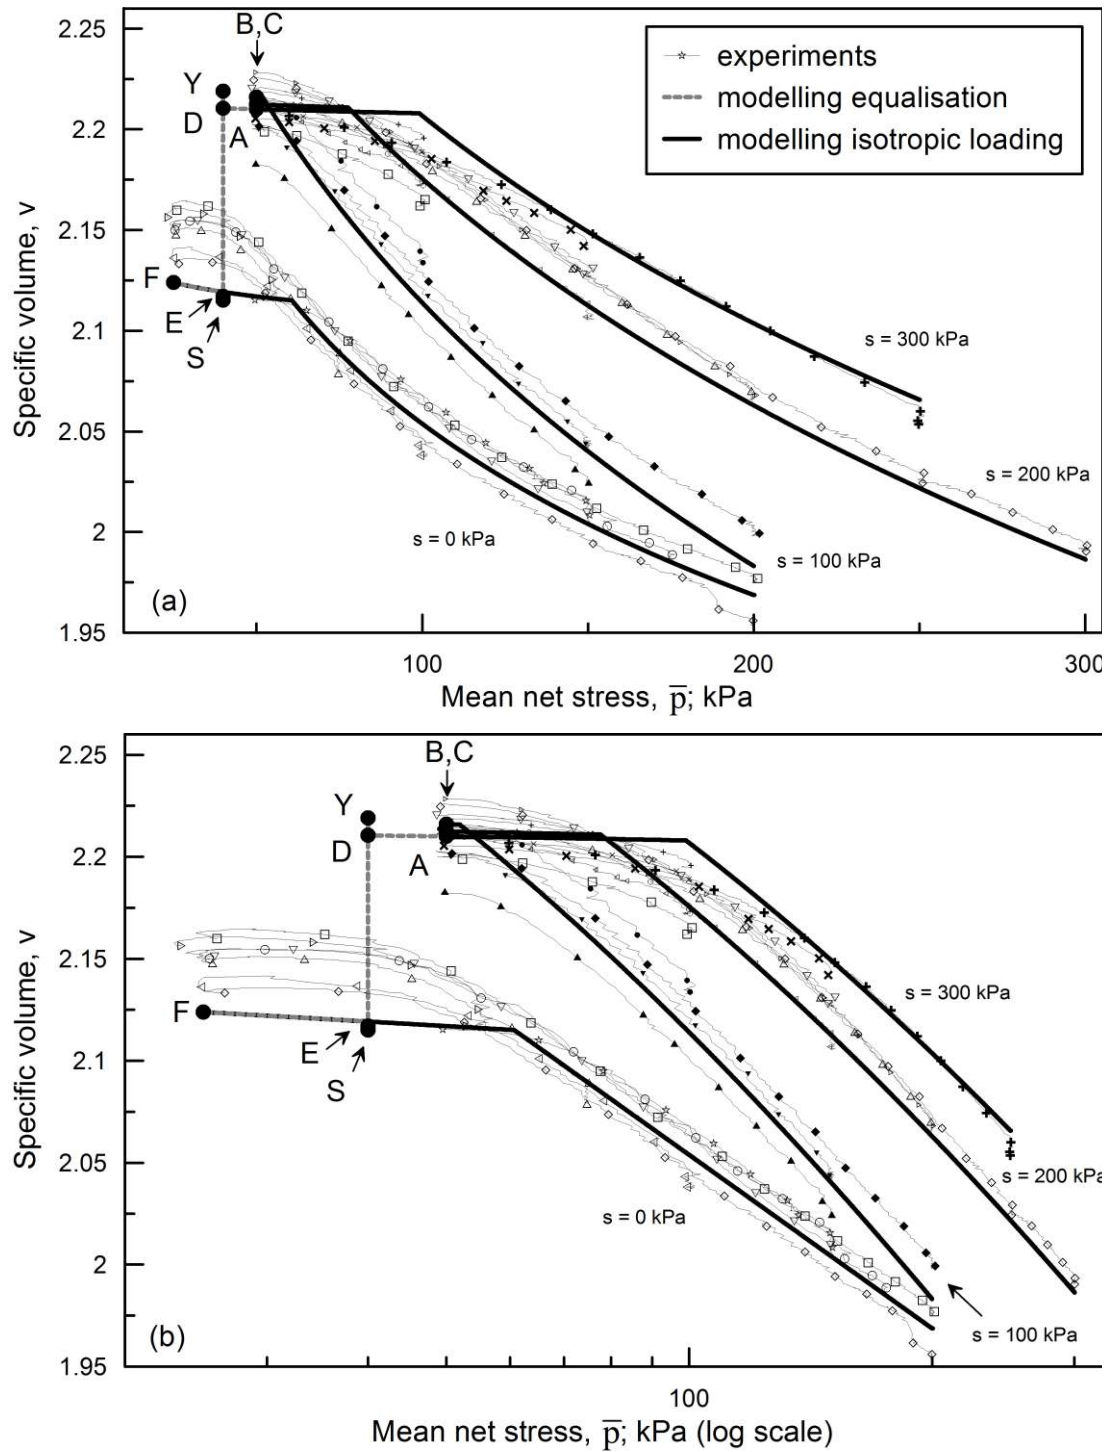 2.25
B,C
experiments
Y
modelling equalisation
D
2.2
A
modelling isotropic loading
Specific volume, v
2.15
F
E
S
2.1
s = 300 kPa
2.05
s = 200 kPa
s = 0 kPa
2
s = 100 kPa
(a)
1.95
100
200
300
Mean net stress, p̅; kPa
2.25
B,C
Y
D
2.2
A
Specific volume, v
2.15
F
E
S
2.1
s = 300 kPa
2.05
s = 200 kPa
s = 0 kPa
2
(b)
s = 100 kPa
1.95
100
Mean net stress, p̅; kPa (log scale)